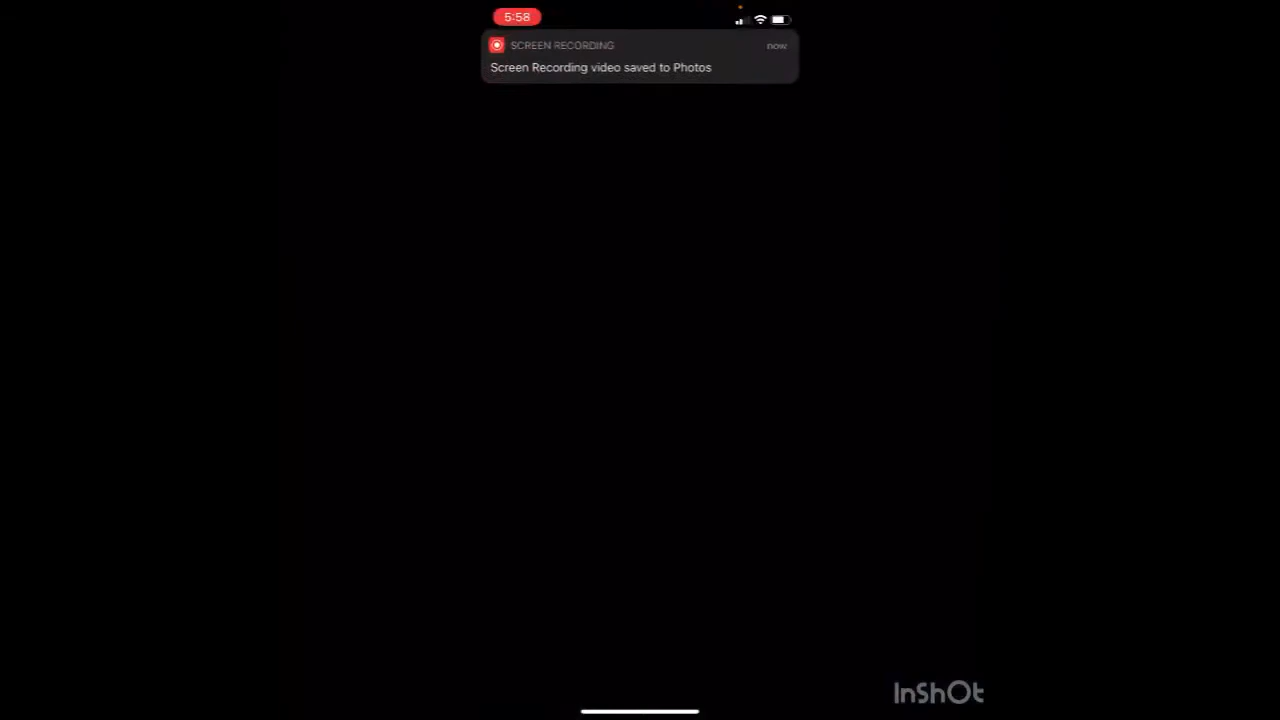 5:58
SCREEN RECORDING
now
Screen Recording video saved to Photos
InShOt